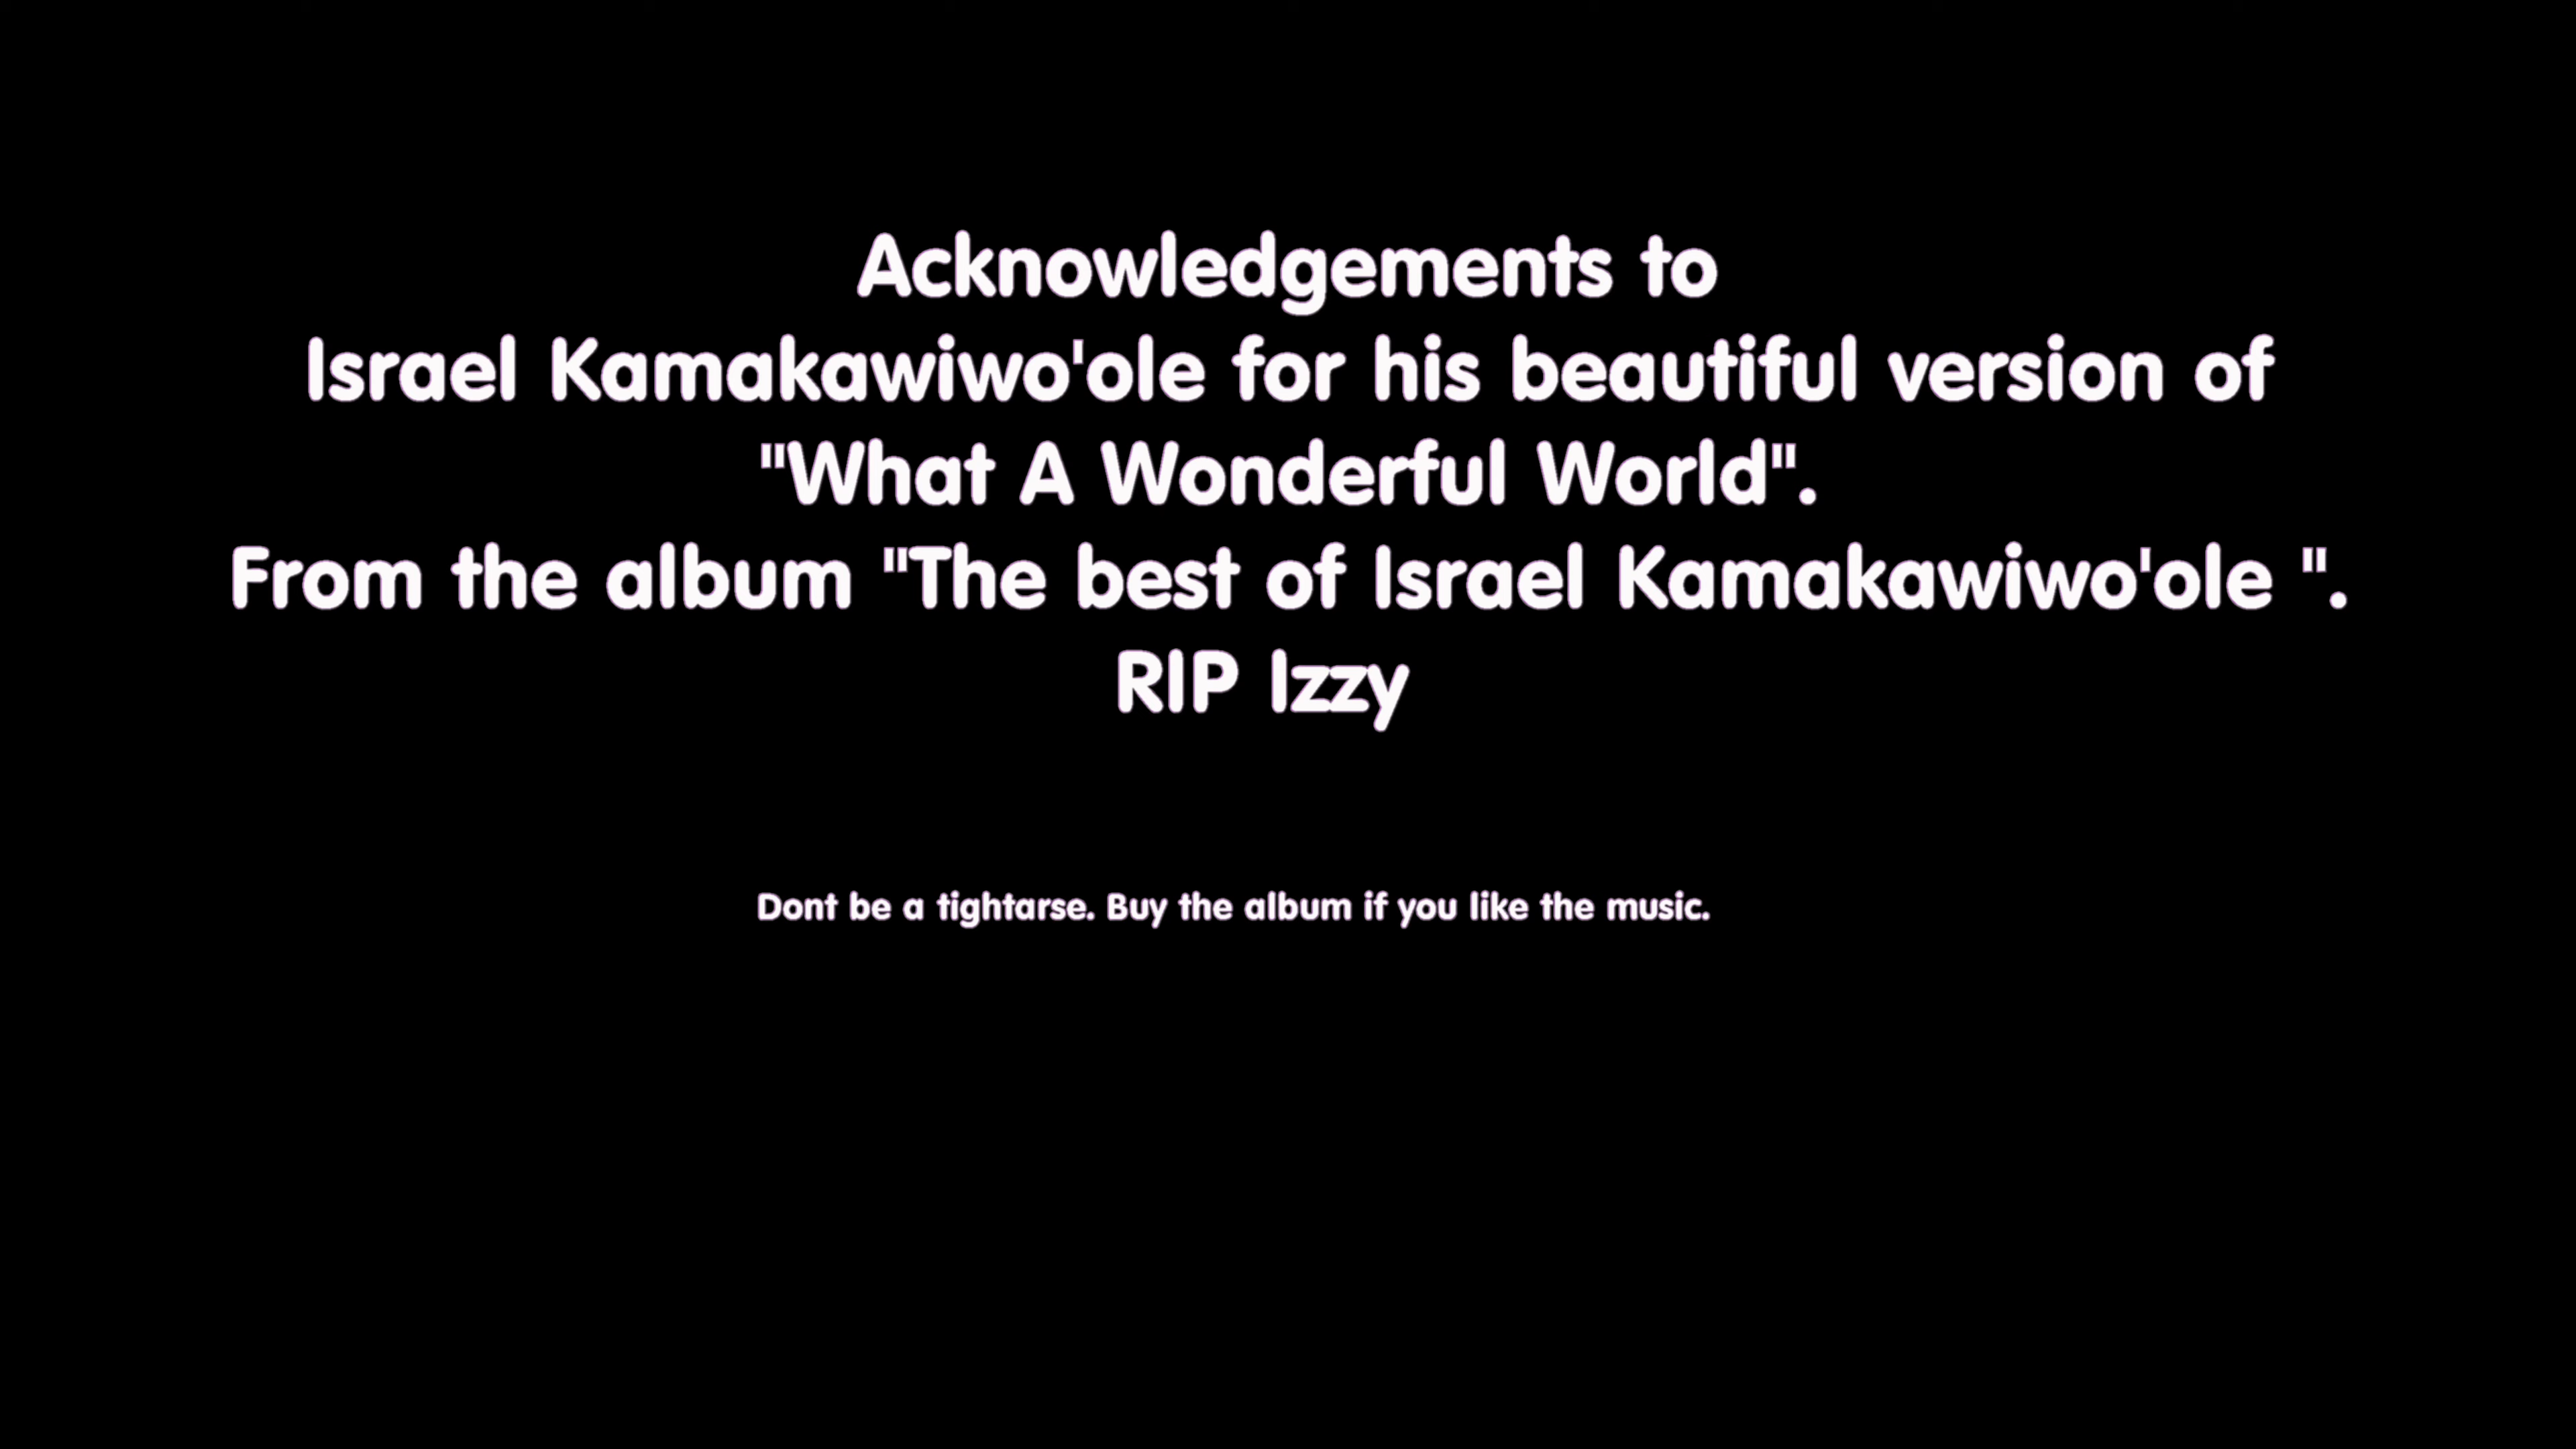 Acknowledgements to
Israel Kamakawiwo'ole for his beautiful version of
"What A Wonderful World".
From the album "The best of Israel Kamakawiwo'ole ".
RIP Izzy
Dont be a tightarse. Buy the album if you like the music.